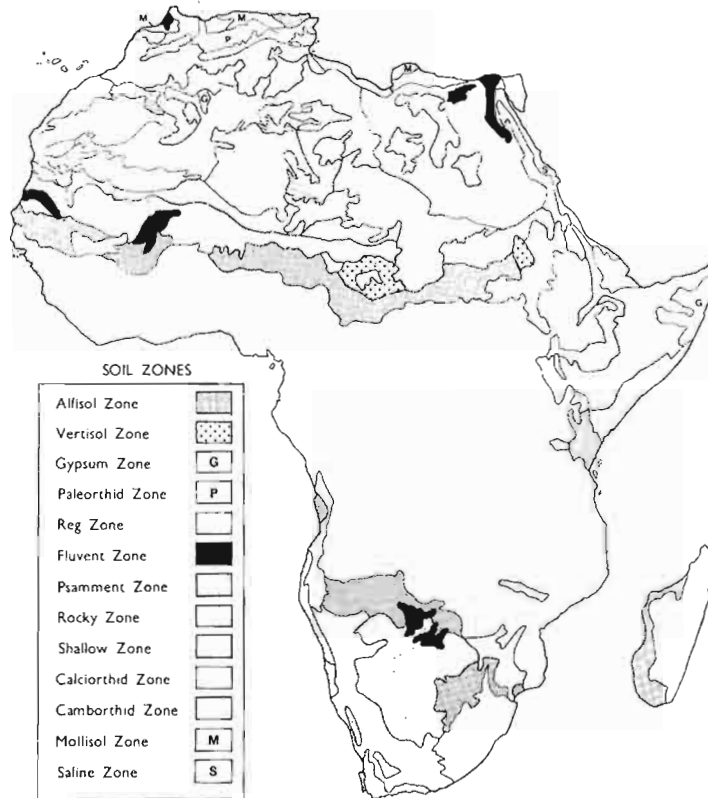 M
M
P
M
G
G
SOIL ZONES
Alfisol Zone
Vertisol Zone
Gypsum Zone G
Paleorthid Zone P
Reg Zone
Fluvent Zone
Psamment Zone
Rocky Zone
Shallow Zone
Calciorthid Zone
Camborthid Zone
Mollisol Zone M
Saline Zone S